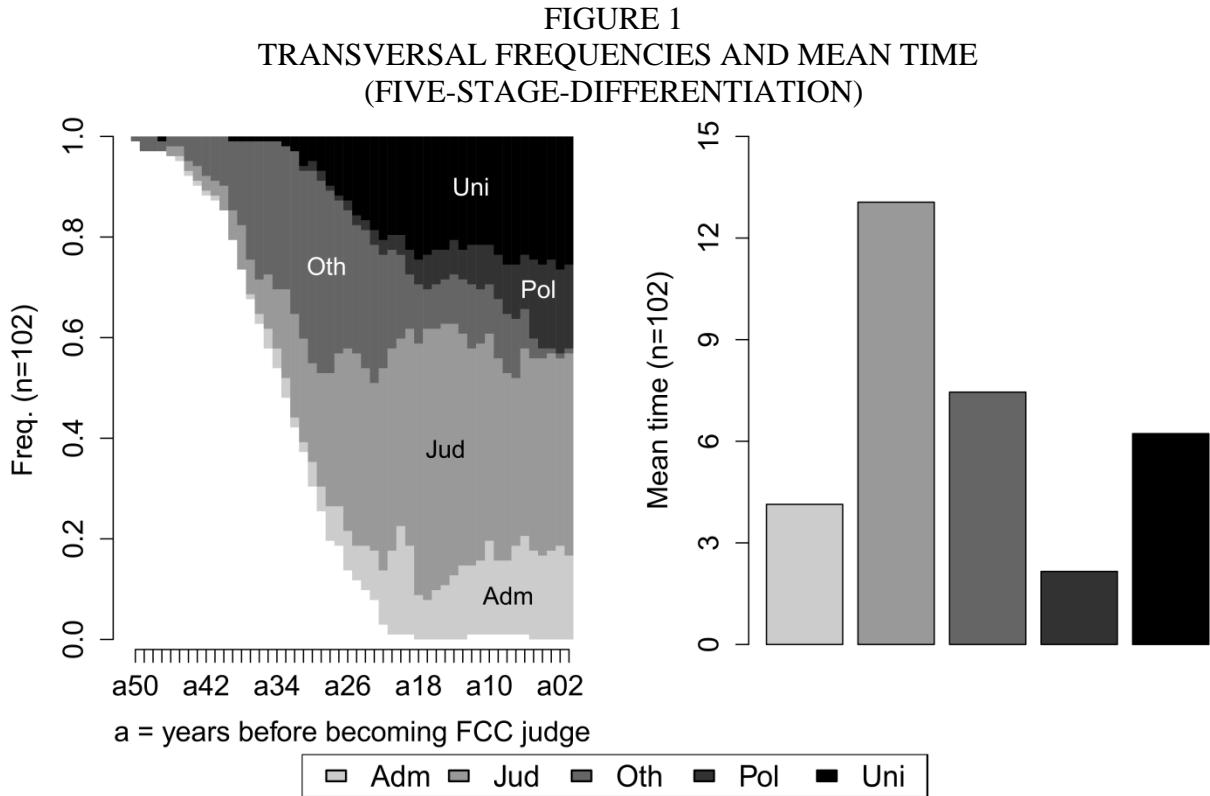 FIGURE 1
TRANSVERSAL FREQUENCIES AND MEAN TIME
(FIVE-STAGE-DIFFERENTIATION)
Freq. (n=102)
1.0
0.8
0.6
0.4
0.2
0.0
Uni
Oth
Pol
Jud
Adm
a50 a42 a34 a26 a18 a10 a02
a = years before becoming FCC judge
Mean time (n=102)
15
12
9
6
3
0
Adm Jud Oth Pol Uni